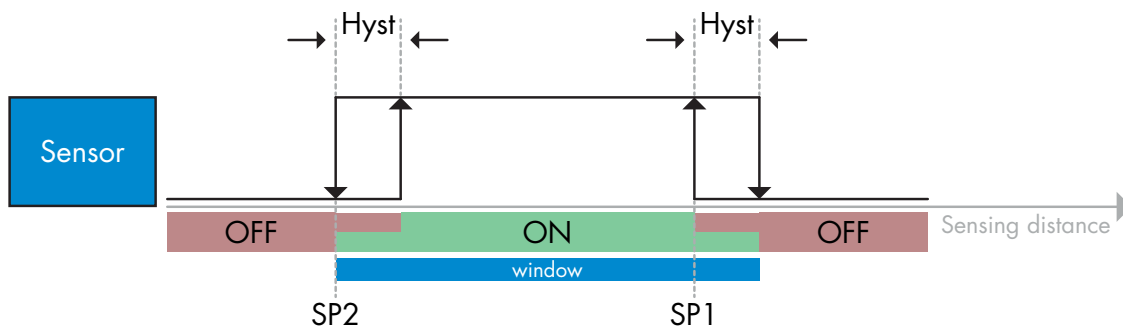 Hyst
Hyst
Sensor
OFF
ON
OFF
Sensing distance
window
SP2
SP1